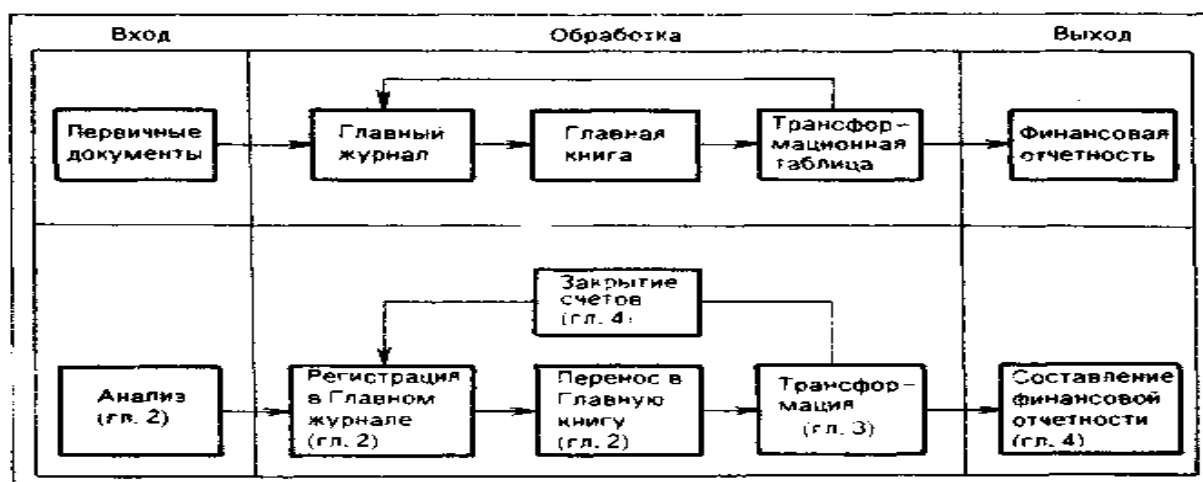 Вход
Обработка
Выход
Первичные
документы
Главный
журнал
Главная
книга
Трансфор-
мационная
таблица
Финансовая
отчетность
Закрытие
счетов
(гл. 4)
Анализ
(гл. 2)
Регистрация
в Главном
журнале
(гл. 2)
Перенос в
Главную
книгу
(гл. 2)
Трансфор-
мация
(гл. 3)
Составление
финансовой
отчетности
(гл. 4)